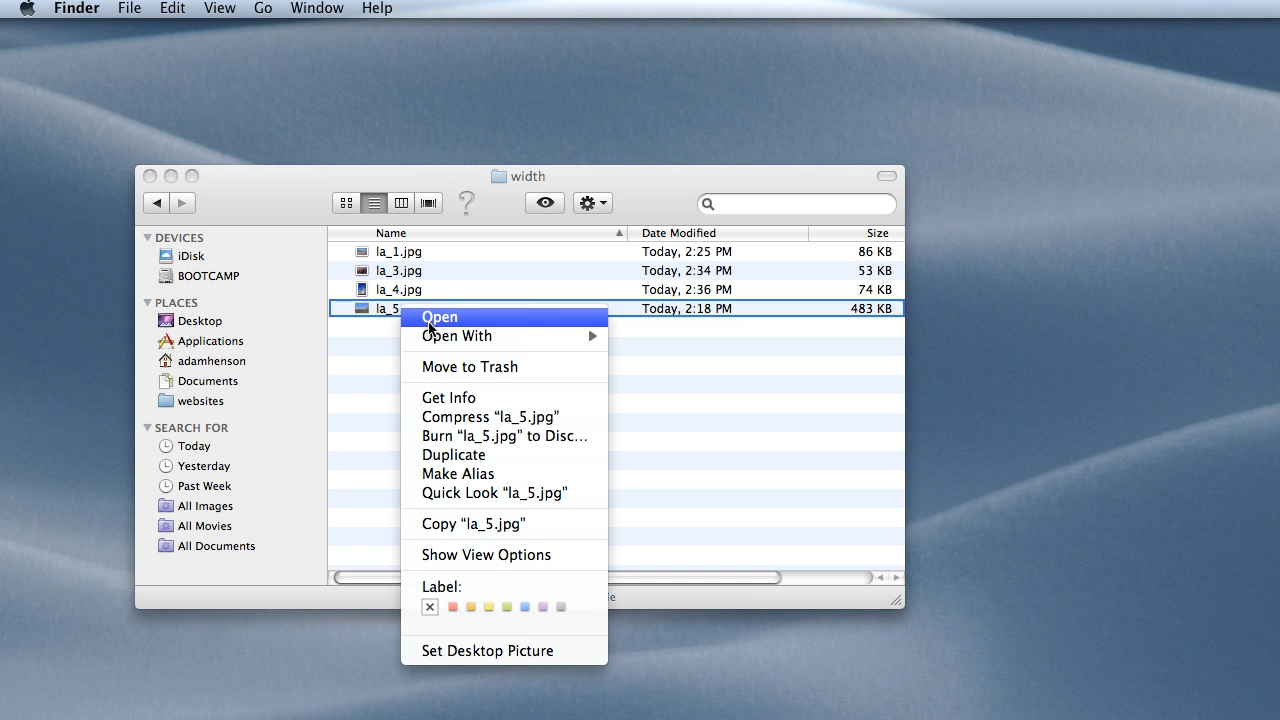 Finder File Edit View Go Window Help
width
Name Date Modified Size
DEVICES
iDisk
BOOTCAMP
PLACES
Desktop
Applications
adamhenson
Documents
websites
SEARCH FOR
Today
Yesterday
Past Week
All Images
All Movies
All Documents
la_1.jpg Today, 2:25 PM 86 KB
la_3.jpg Today, 2:34 PM 53 KB
la_4.jpg Today, 2:36 PM 74 KB
la_5 Today, 2:18 PM 483 KB
Open
Open With
Move to Trash
Get Info
Compress “la_5.jpg”
Burn “la_5.jpg” to Disc...
Duplicate
Make Alias
Quick Look “la_5.jpg”
Copy “la_5.jpg”
Show View Options
Label:
Set Desktop Picture